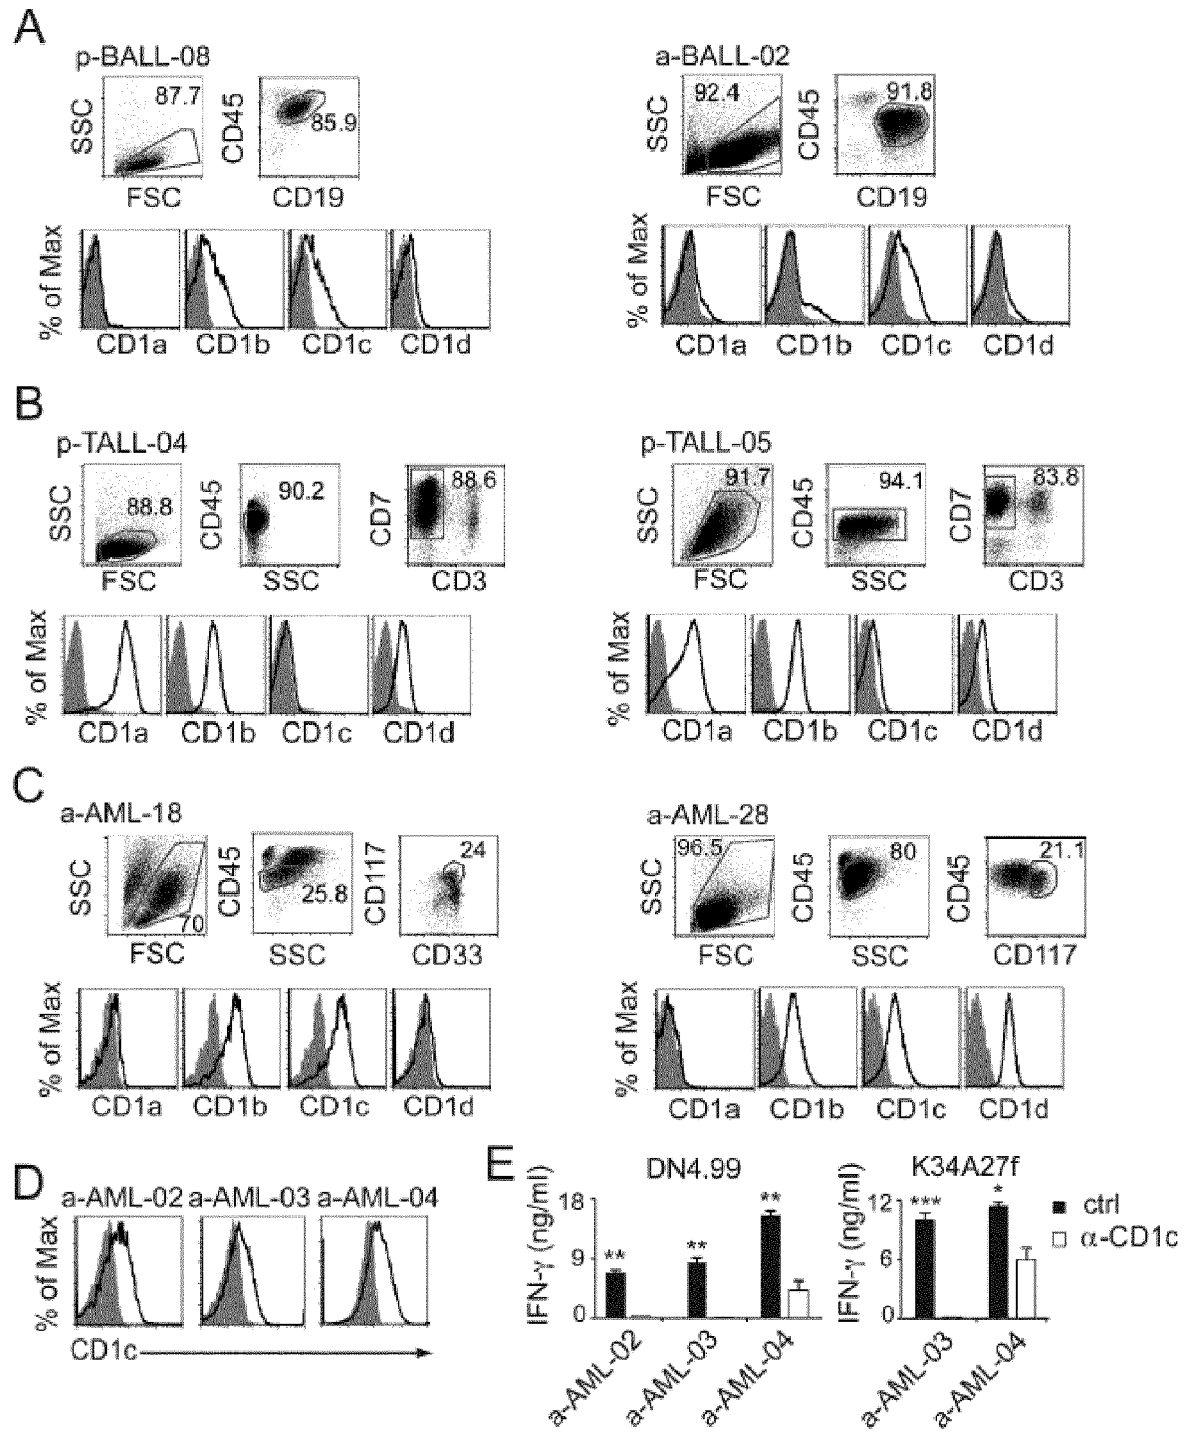 A
p-BALL-08
a-BALL-02
SSC
87.7
FSC
CD45
85.9
CD19
SSC
92.4
FSC
CD45
91.8
CD19
% of Max
CD1a
CD1b
CD1c
CD1d
% of Max
CD1a
CD1b
CD1c
CD1d
B
p-TALL-04
p-TALL-05
SSC
88.8
FSC
CD45
90.2
SSC
CD7
88.6
CD3
SSC
91.7
FSC
CD45
94.1
SSC
CD7
83.8
CD3
% of Max
CD1a
CD1b
CD1c
CD1d
% of Max
CD1a
CD1b
CD1c
CD1d
C
a-AML-18
a-AML-28
SSC
70
FSC
CD45
25.8
SSC
CD117
24
CD33
SSC
96.5
FSC
CD45
80
SSC
CD45
21.1
CD117
% of Max
CD1a
CD1b
CD1c
CD1d
% of Max
CD1a
CD1b
CD1c
CD1d
D
a-AML-02
a-AML-03
a-AML-04
% of Max
CD1c
E
DN4.99
IFN-γ (ng/ml)
18
9
0
**
**
**
a-AML-02
a-AML-03
a-AML-04
K34A27f
IFN-γ (ng/ml)
12
6
0
***
*
a-AML-03
a-AML-04
ctrl
α-CD1c